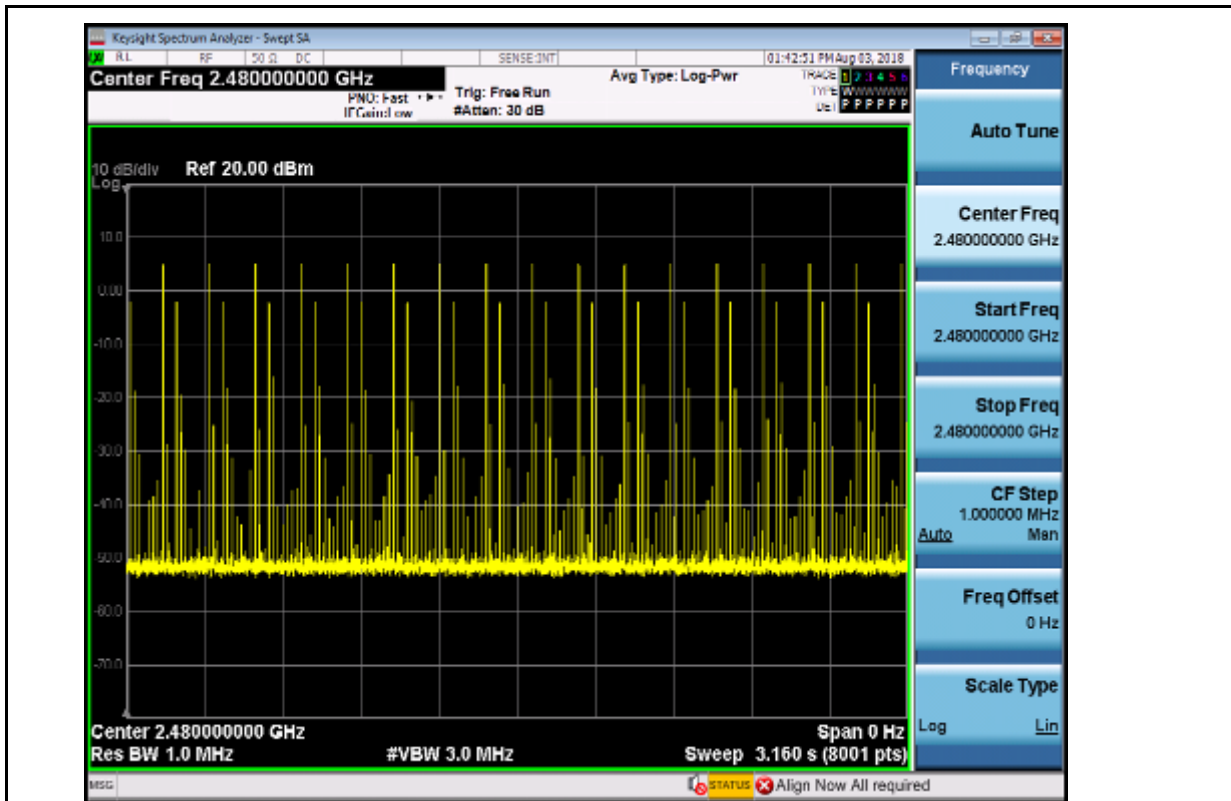 Keysight Spectrum Analyzer - Swept SA
RL RF 50 Ω DC SENSE:INT 01:42:51 PM Aug 03, 2018
Center Freq 2.480000000 GHz
PNO: Fast
IFGain:Low
Trig: Free Run
#Atten: 30 dB
Avg Type: Log-Pwr
TRACE 1 2 3 4 5 6
TYPE WWWWWW
DET P P P P P P
10 dB/div Ref 20.00 dBm
Log
10.0
0.00
-10.0
-20.0
-30.0
-40.0
-50.0
-60.0
-70.0
Center 2.480000000 GHz Span 0 Hz
Res BW 1.0 MHz #VBW 3.0 MHz Sweep 3.160 s (8001 pts)
MSG STATUS Align Now All required
Frequency
Auto Tune
Center Freq
2.480000000 GHz
Start Freq
2.480000000 GHz
Stop Freq
2.480000000 GHz
CF Step
1.000000 MHz
Auto Man
Freq Offset
0 Hz
Scale Type
Log Lin